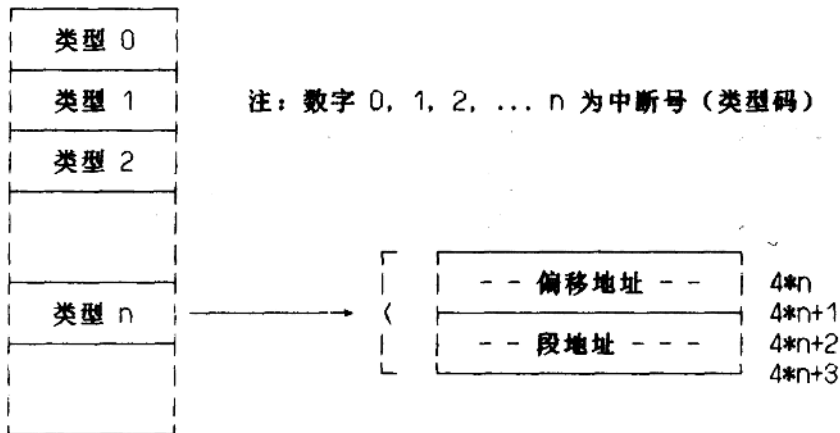 类型 0
类型 1
注：数字 0, 1, 2, ... n 为中断号（类型码）
类型 2
类型 n
- - 偏移地址 - -
4*n
4*n+1
- - 段地址 - - -
4*n+2
4*n+3